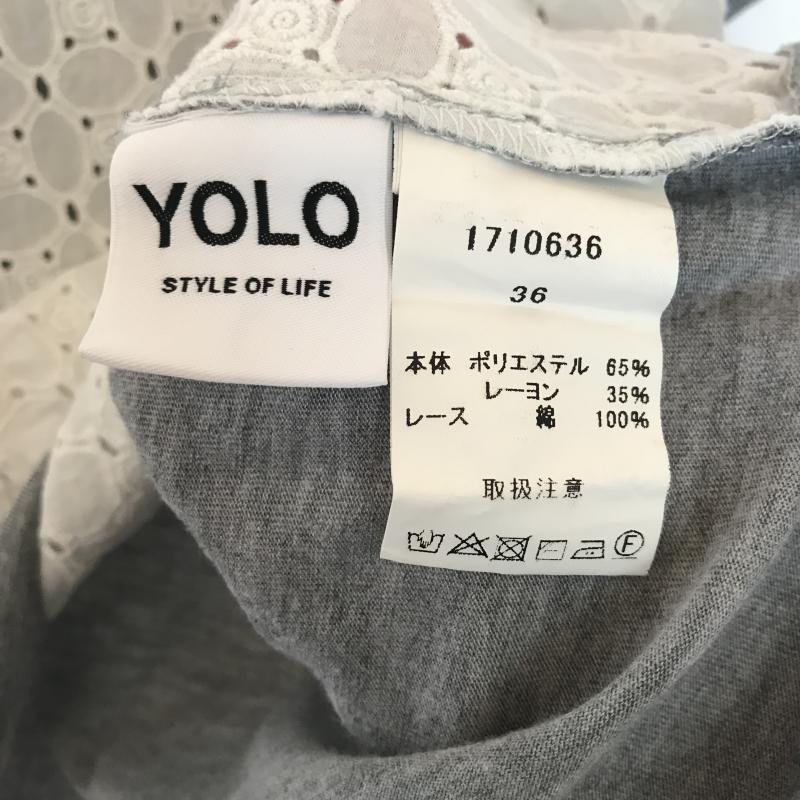 YOLO
STYLE OF LIFE
1710636
36
本体 ポリエステル 65%
レーヨン 35%
レース 綿 100%
取扱注意
F